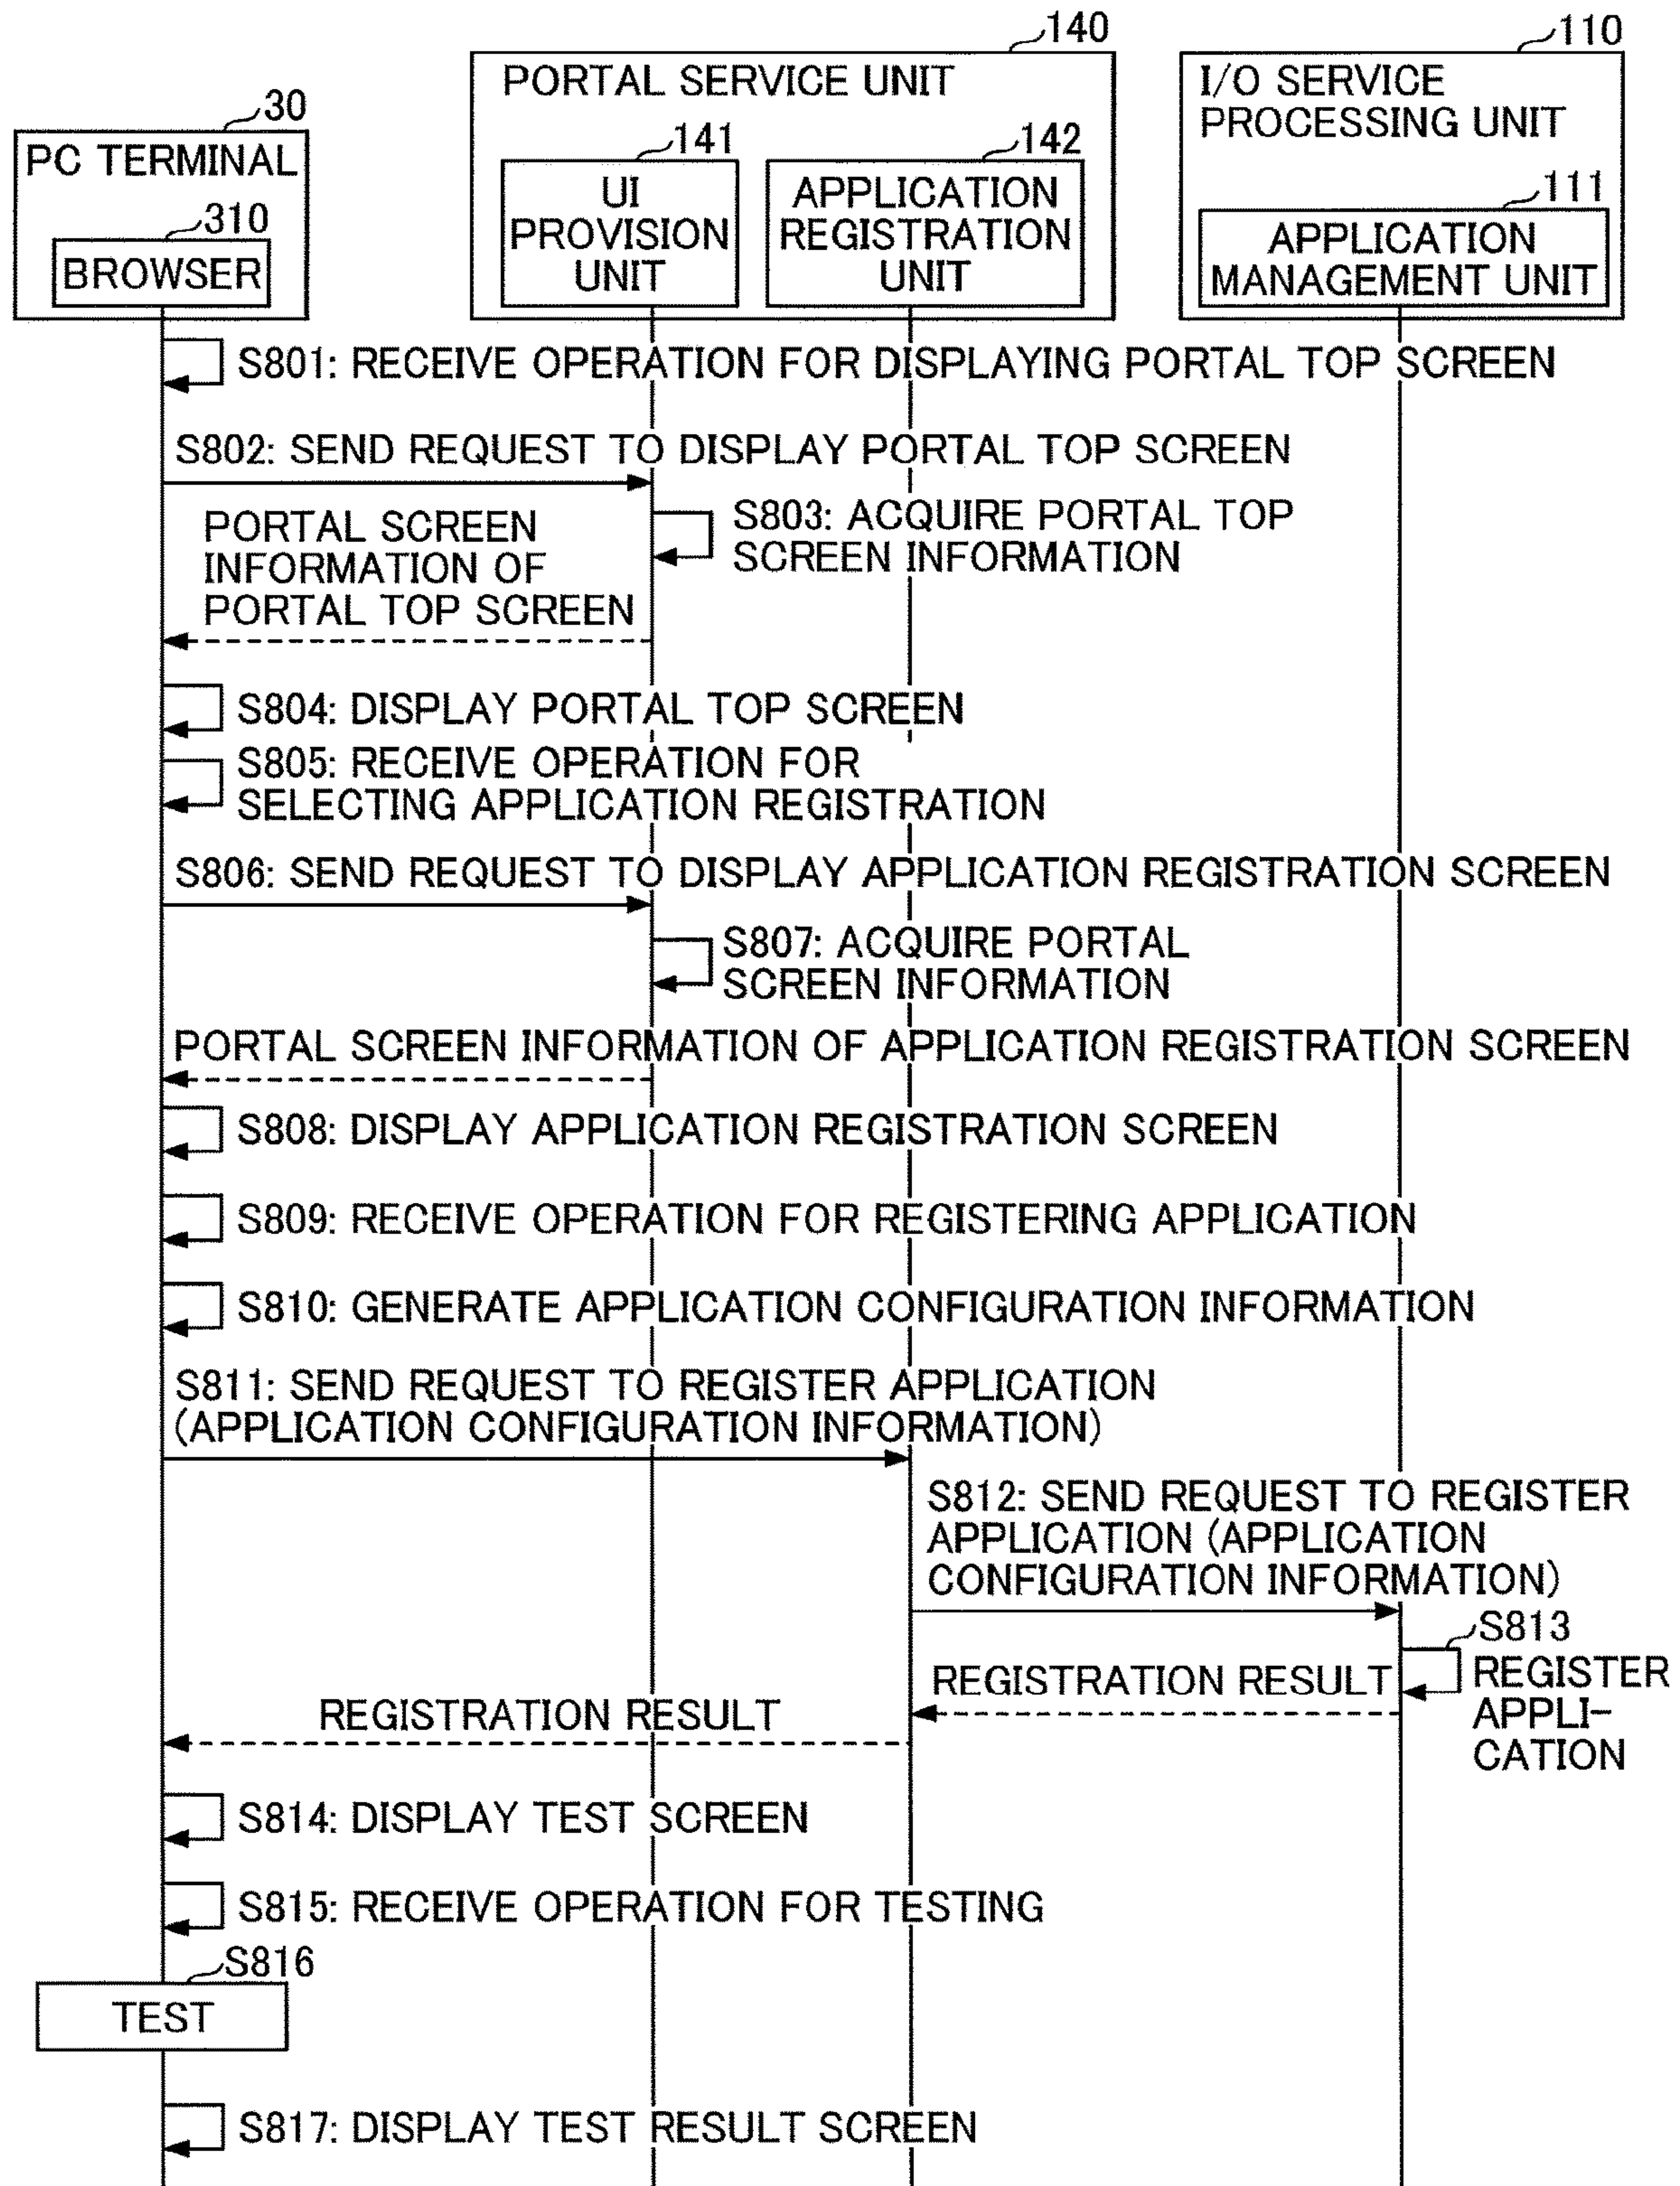 140
PORTAL SERVICE UNIT
110
I/O SERVICE
PROCESSING UNIT
30
PC TERMINAL
310
BROWSER
141
UI
PROVISION
UNIT
142
APPLICATION
REGISTRATION
UNIT
111
APPLICATION
MANAGEMENT UNIT
S801: RECEIVE OPERATION FOR DISPLAYING PORTAL TOP SCREEN
S802: SEND REQUEST TO DISPLAY PORTAL TOP SCREEN
S803: ACQUIRE PORTAL TOP
SCREEN INFORMATION
PORTAL SCREEN
INFORMATION OF
PORTAL TOP SCREEN
S804: DISPLAY PORTAL TOP SCREEN
S805: RECEIVE OPERATION FOR
SELECTING APPLICATION REGISTRATION
S806: SEND REQUEST TO DISPLAY APPLICATION REGISTRATION SCREEN
S807: ACQUIRE PORTAL
SCREEN INFORMATION
PORTAL SCREEN INFORMATION OF APPLICATION REGISTRATION SCREEN
S808: DISPLAY APPLICATION REGISTRATION SCREEN
S809: RECEIVE OPERATION FOR REGISTERING APPLICATION
S810: GENERATE APPLICATION CONFIGURATION INFORMATION
S811: SEND REQUEST TO REGISTER APPLICATION
(APPLICATION CONFIGURATION INFORMATION)
S812: SEND REQUEST TO REGISTER
APPLICATION (APPLICATION
CONFIGURATION INFORMATION)
S813
REGISTER
APPLI-
CATION
REGISTRATION RESULT
REGISTRATION RESULT
S814: DISPLAY TEST SCREEN
S815: RECEIVE OPERATION FOR TESTING
S816
TEST
S817: DISPLAY TEST RESULT SCREEN